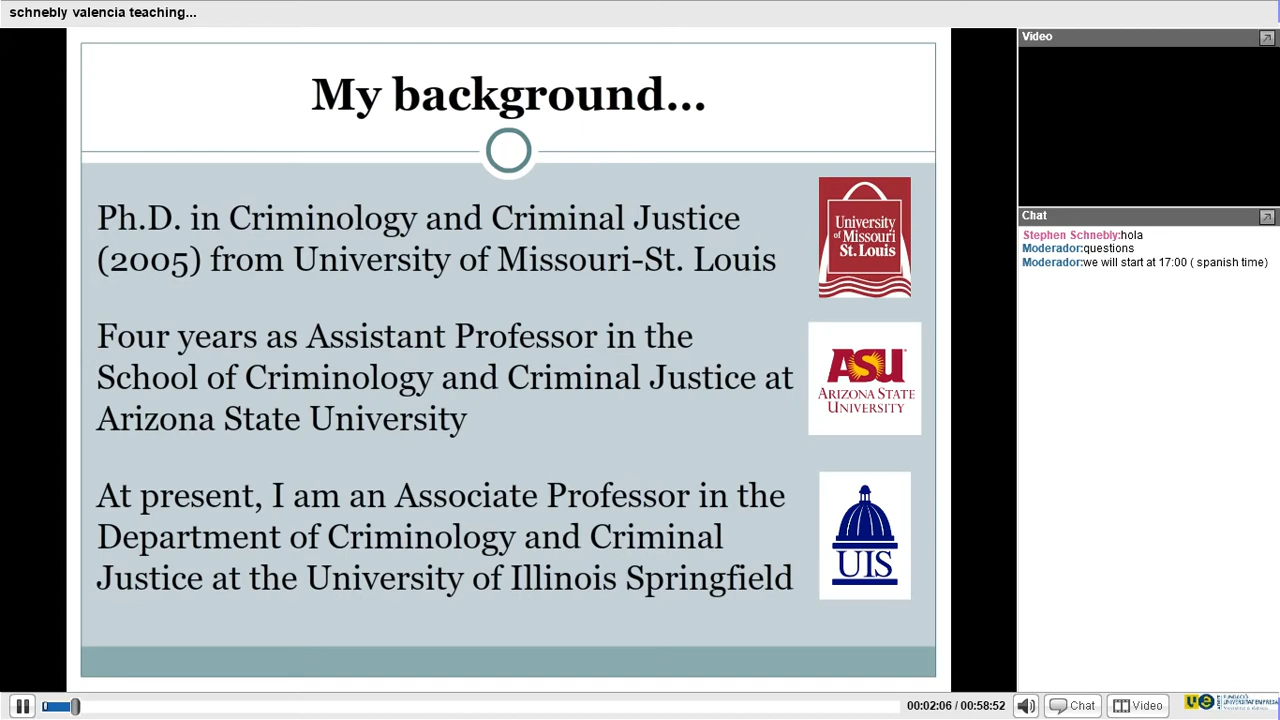 schnebly valencia teaching...
My background...
Ph.D. in Criminology and Criminal Justice
(2005) from University of Missouri-St. Louis
University
of Missouri
St. Louis
Four years as Assistant Professor in the
School of Criminology and Criminal Justice at
Arizona State University
ASU
ARIZONA STATE
UNIVERSITY
At present, I am an Associate Professor in the
Department of Criminology and Criminal
Justice at the University of Illinois Springfield
UIS
Video
Chat
Stephen Schnebly:hola
Moderador:questions
Moderador:we will start at 17:00 ( spanish time)
00:02:06 / 00:58:52
Chat
Video
FUNDACIÓ
UNIVERSITAT-EMPRESA